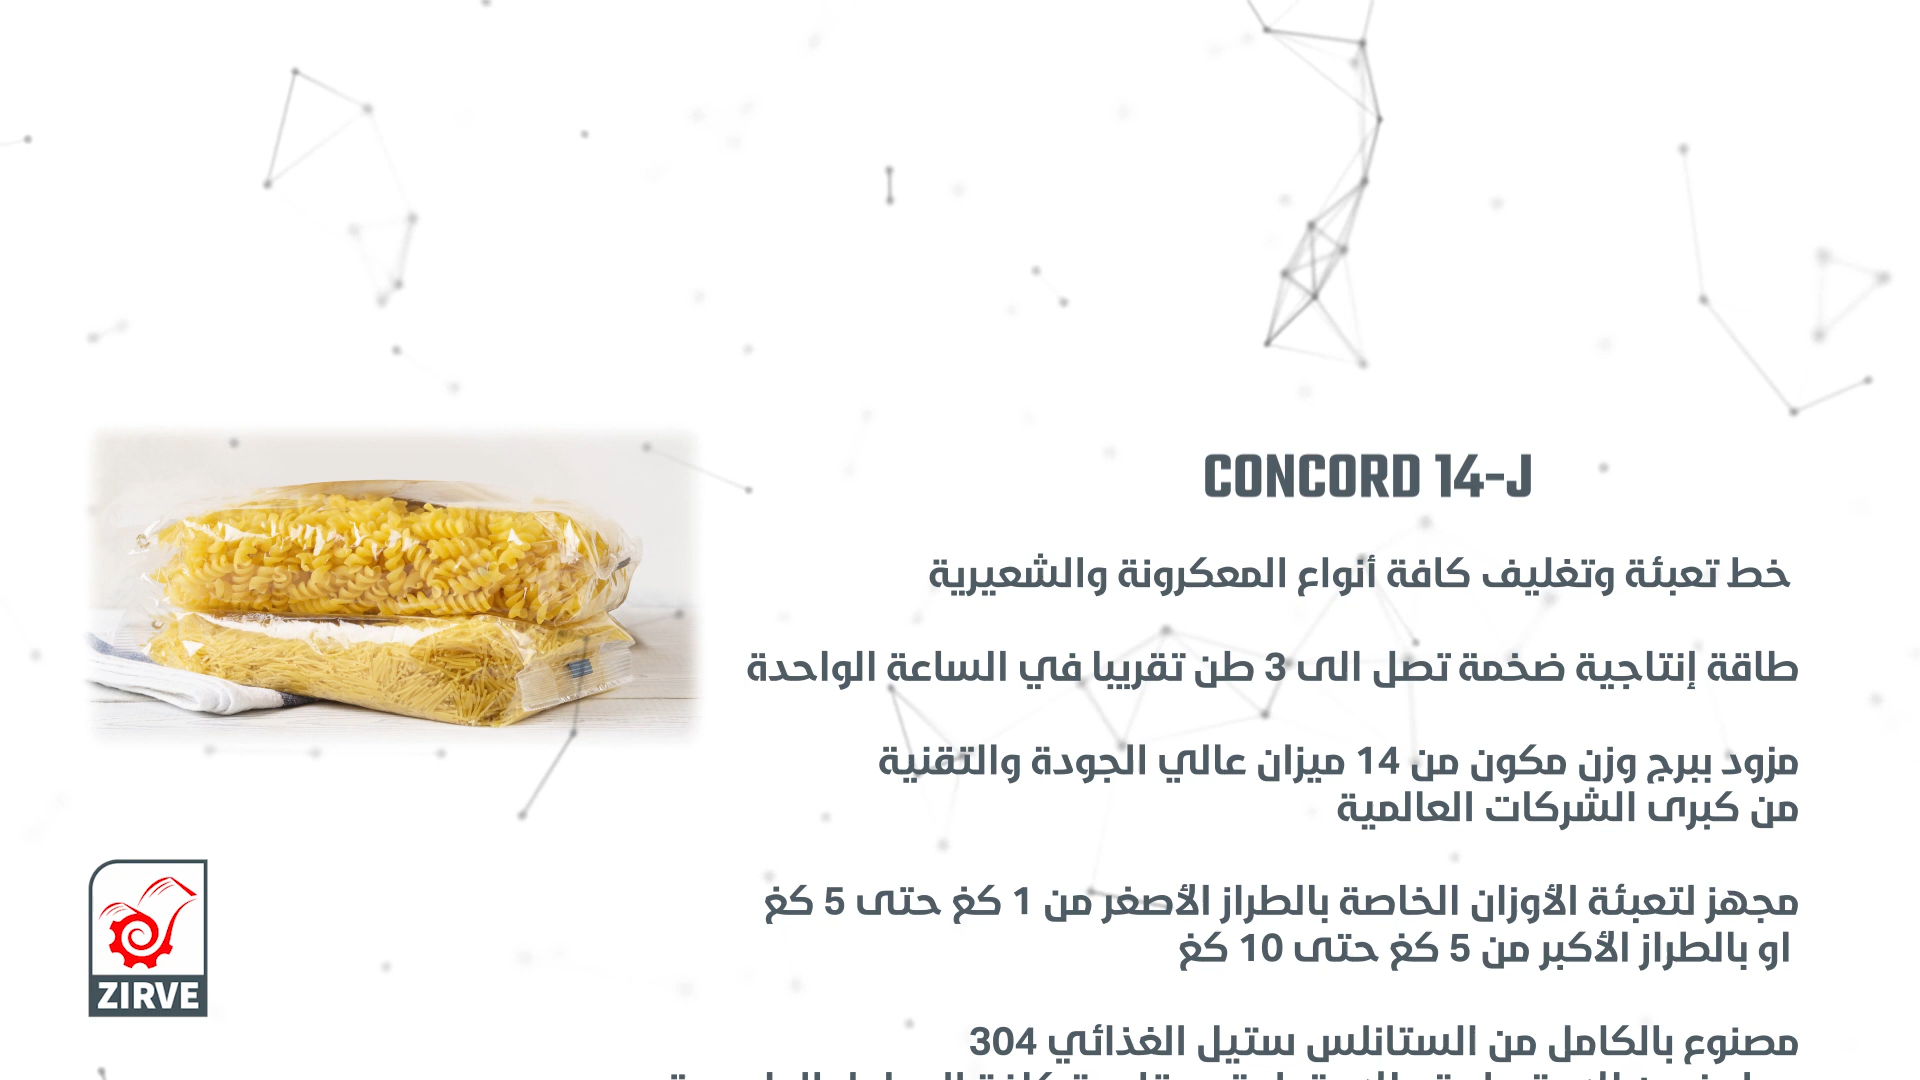 CONCORD 14-J
خط تعبئة وتغليف كافة أنواع المعكرونة والشعيرية
طاقة إنتاجية ضخمة تصل الى 3 طن تقريبا في الساعة الواحدة
مزود ببرج وزن مكون من 14 ميزان عالي الجودة والتقنية
من كبرى الشركات العالمية
مجهز لتعبئة الأوزان الخاصة بالطراز الأصغر من 1 كغ حتى 5 كغ
او بالطراز الأكبر من 5 كغ حتى 10 كغ
مصنوع بالكامل من الستانلس ستيل الغذائي 304
ZIRVE